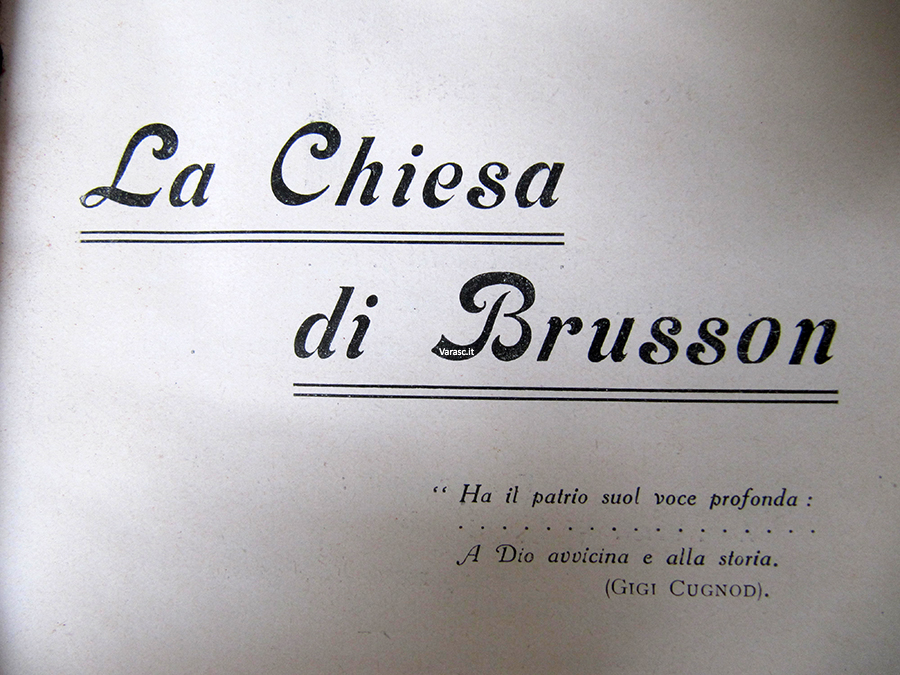 La Chiesa
di Brusson
Varasc.it
“ Ha il patrio suol voce profonda :
. . . . . . . . . . . . . . . . . .
A Dio avvicina e alla storia.
(GIGI CUGNOD).